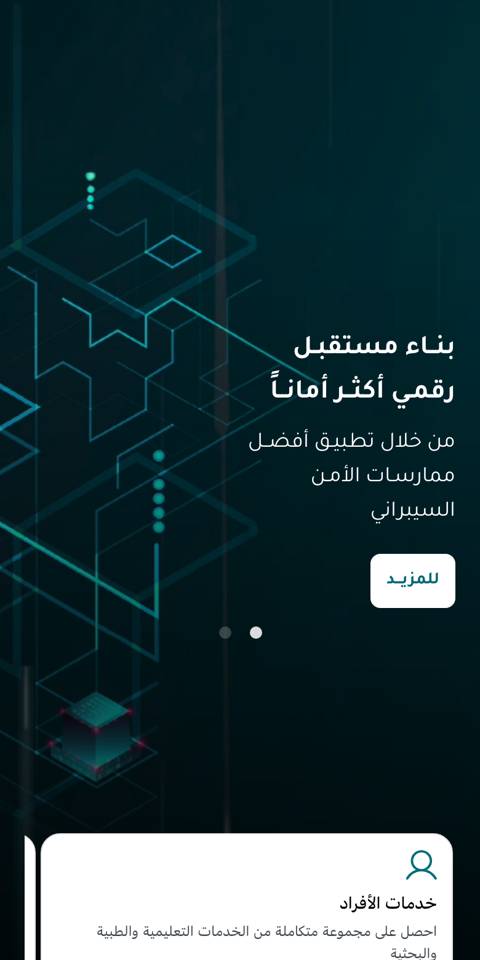 بناء مستقبل
رقمي أكثر أماناً
من خلال تطبيق أفضل
ممارسات الأمن
السيبراني
للمزيد
خدمات الأفراد
احصل على مجموعة متكاملة من الخدمات التعليمية والطبية
والبحثية